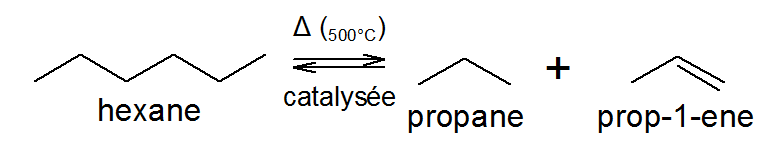 Δ (500°C)
catalysée
+
hexane
propane
prop-1-ene